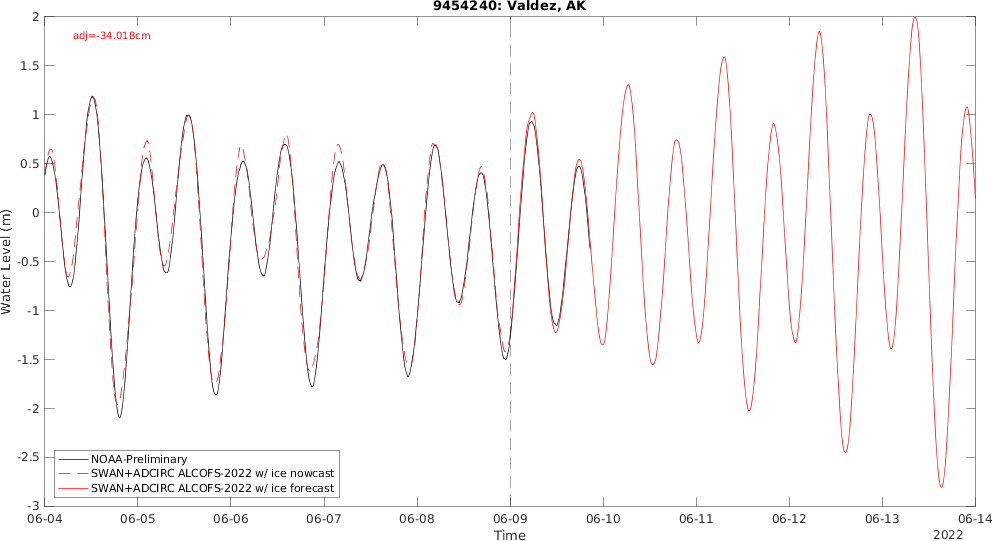 9454240: Valdez, AK
adj=-34.018cm
2
1.5
1
0.5
0
-0.5
-1
-1.5
-2
-2.5
-3
Water Level (m)
NOAA-Preliminary
SWAN+ADCIRC ALCOFS-2022 w/ ice nowcast
SWAN+ADCIRC ALCOFS-2022 w/ ice forecast
06-04 06-05 06-06 06-07 06-08 06-09 06-10 06-11 06-12 06-13 06-14
Time
2022